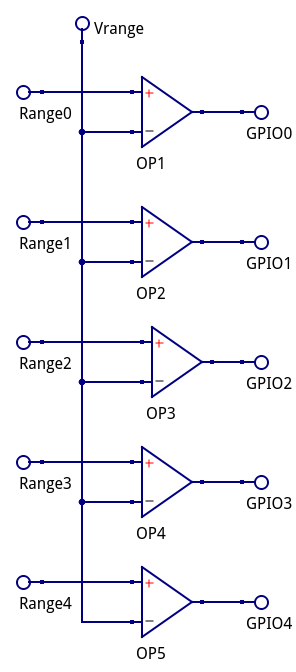 Vrange
+
Range0
−
GPIO0
OP1
+
Range1
−
GPIO1
OP2
+
Range2
−
GPIO2
OP3
+
Range3
−
GPIO3
OP4
+
Range4
−
GPIO4
OP5